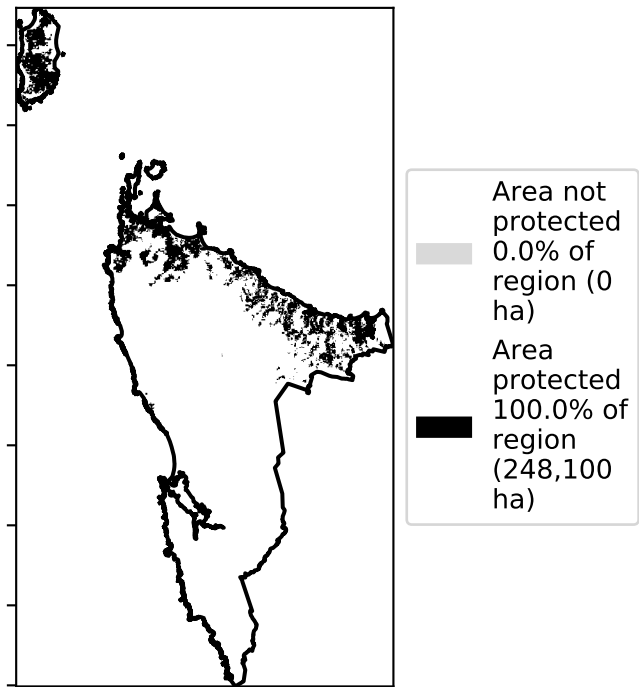 Area not
protected
0.0% of
region (0
ha)
Area
protected
100.0% of
region
(248,100
ha)